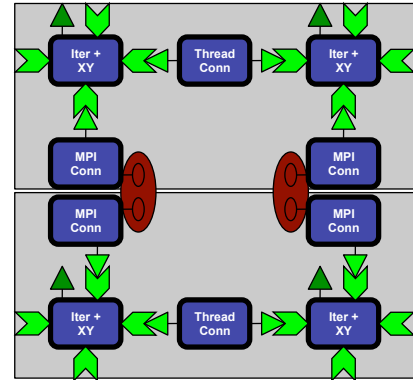 Iter +
XY
Thread
Conn
Iter +
XY
MPI
Conn
MPI
Conn
MPI
Conn
MPI
Conn
Iter +
XY
Thread
Conn
Iter +
XY